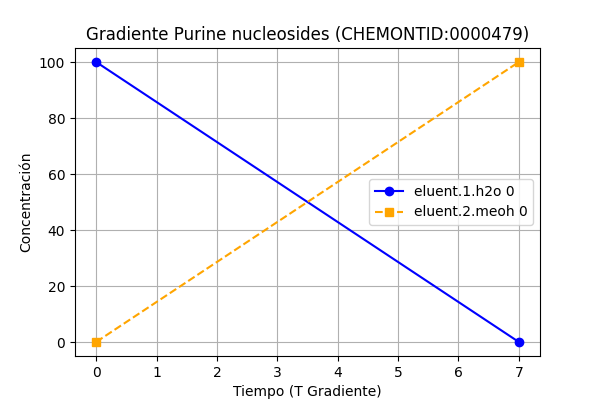 Gradiente Purine nucleosides (CHEMONTID:0000479)
Concentración
100
80
60
40
20
0
eluent.1.h2o 0
eluent.2.meoh 0
0 1 2 3 4 5 6 7
Tiempo (T Gradiente)